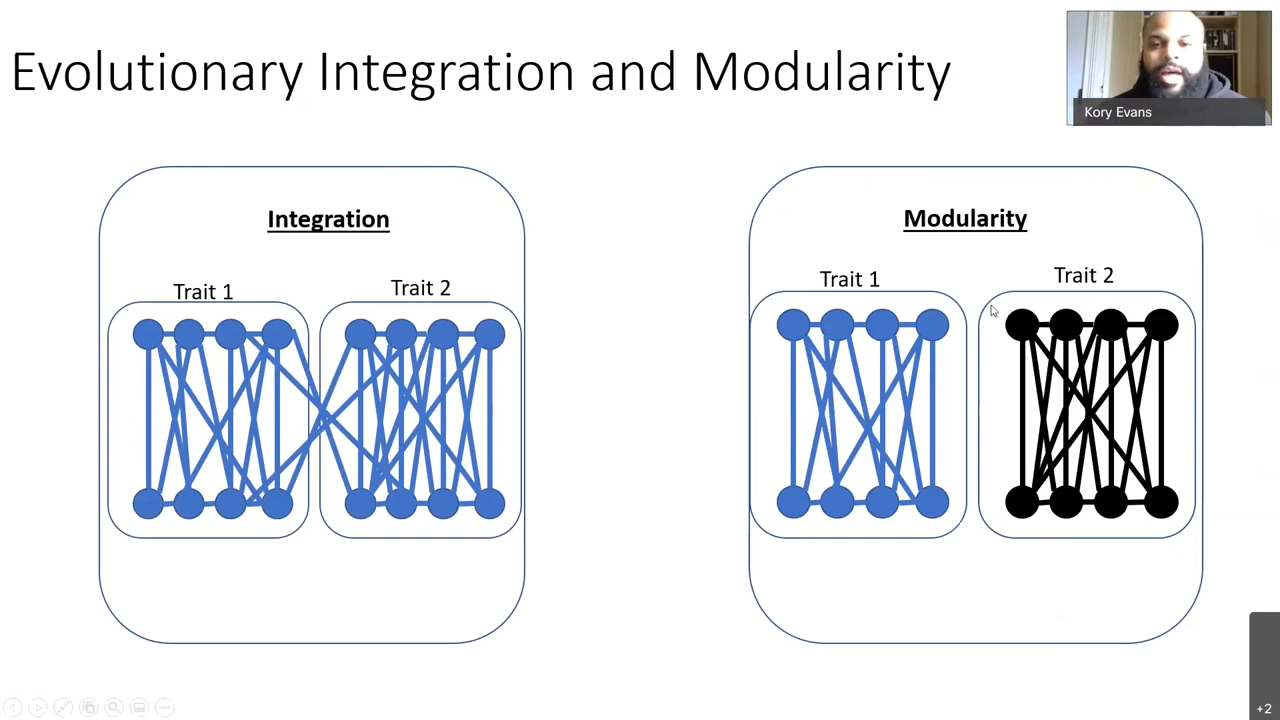 Evolutionary Integration and Modularity
Kory Evans
Integration
Trait 1
Trait 2
Modularity
Trait 1
Trait 2
+2